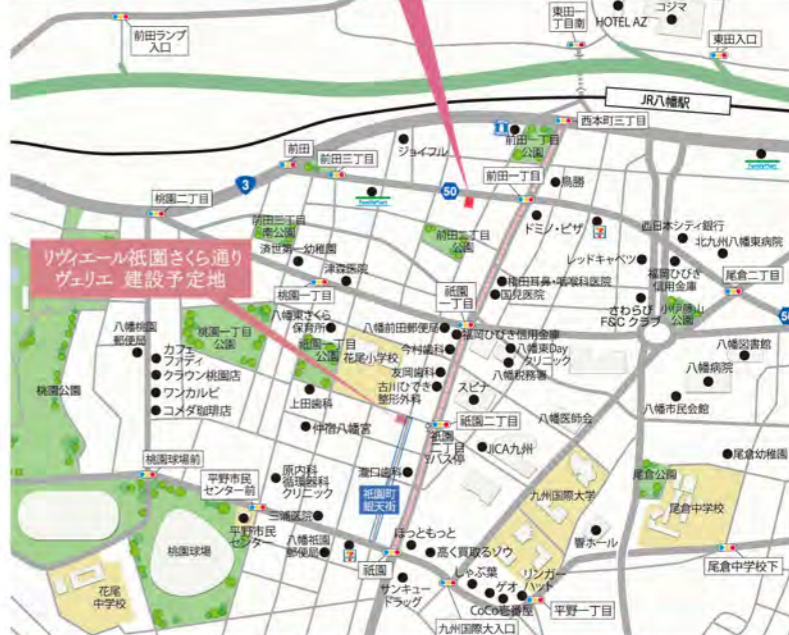 コジマ
HOTEL AZ
東田一
丁目南
前田ランプ
入口
東田入口
JR八幡駅
西本町三丁目
前田一丁目
公園
ジョイフル
前田
前田三丁目
3
50
前田一丁目
鳥勝
FamilyMart
FamilyMart
桃園二丁目
ドミノ・ピザ
前田三丁目
南公園
前田二丁目
公園
済世第一幼稚園
レッドキャベツ
西日本シティ銀行
北九州八幡東病院
福岡ひびき
信用金庫
尾倉二丁目
リヴィエール祇園さくら通り
ヴェリエ 建設予定地
津森医院
桃園一丁目
祇園
一丁目
権田耳鼻・咽喉科医院
国見医院
さわらび
F&Cクラブ
小伊藤山
公園
50
八幡桃園
郵便局
桃園一丁目
公園
八幡東さくら
保育所
祇園一丁目
公園
八幡前田郵便局
福岡ひびき信用金庫
花尾小学校
今村歯科
八幡東Day
クリニック
八幡税務署
八幡図書館
カフェ
ファディ
クラウン桃園店
ワンカルビ
コメダ珈琲店
桃園公園
友岡歯科
古川ひでき
整形外科
スピナ
八幡病院
上田歯科
八幡市民会館
八幡医師会
仲宿八幡宮
祇園二丁目
祇園
二丁目
バス停
JICA九州
尾倉幼稚園
桃園球場前
平野市民
センター前
原内科
循環器科
クリニック
瀧口歯科
尾倉公園
祇園町
銀天街
九州国際大学
尾倉中学校
三浦医院
平野市民
センター
桃園球場
八幡祇園
郵便局
ほっともっと
高く買取るゾウ
響ホール
祇園
尾倉中学校下
花尾
中学校
サンキュー
ドラッグ
しゃぶ葉
ゲオ
リンガー
ハット
CoCo壱番屋
平野一丁目
九州国際大入口